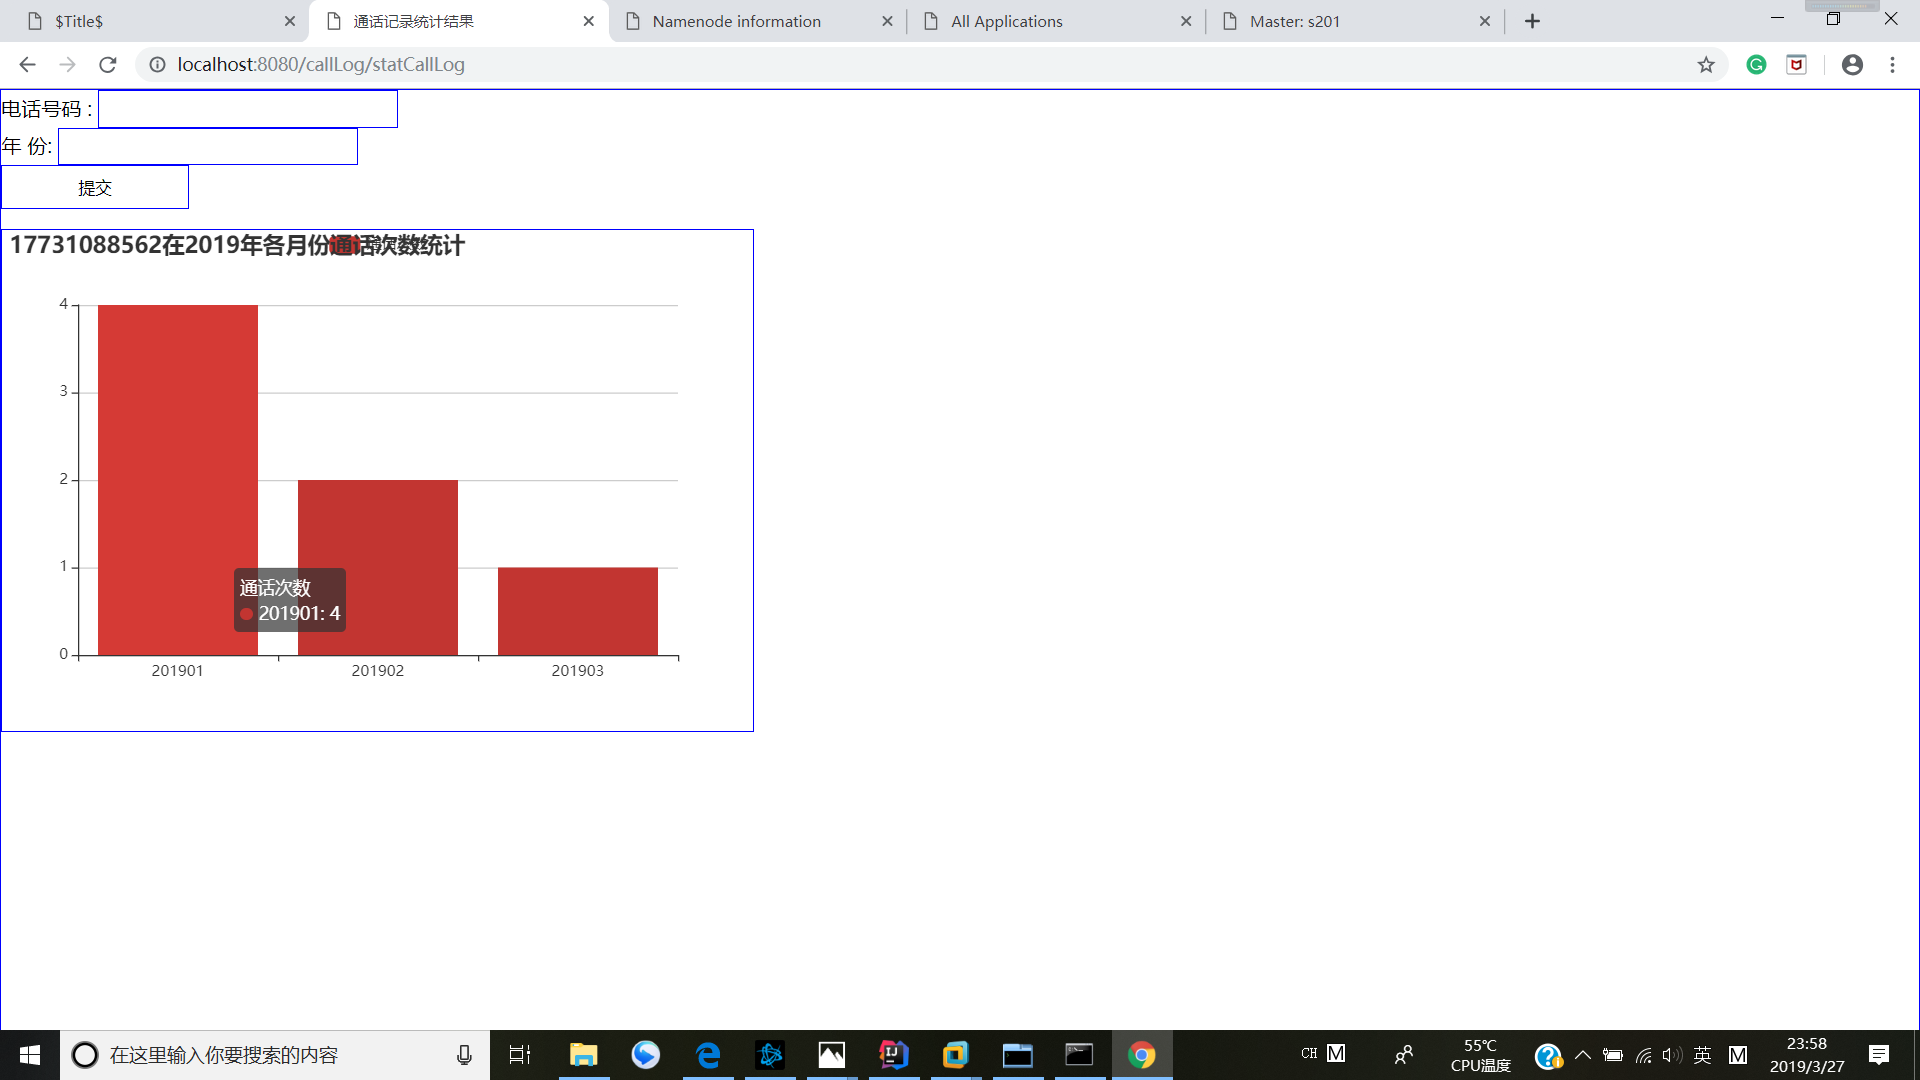 $Title$
通话记录统计结果
Namenode information
All Applications
Master: s201
localhost:8080/callLog/statCallLog
电话号码 :
年 份:
提交
17731088562在2019年各月份通话次数统计
4
3
2
1
0
通话次数
201901: 4
201901
201902
201903
在这里输入你要搜索的内容
CH
M
55℃
CPU温度
英
M
23:58
2019/3/27